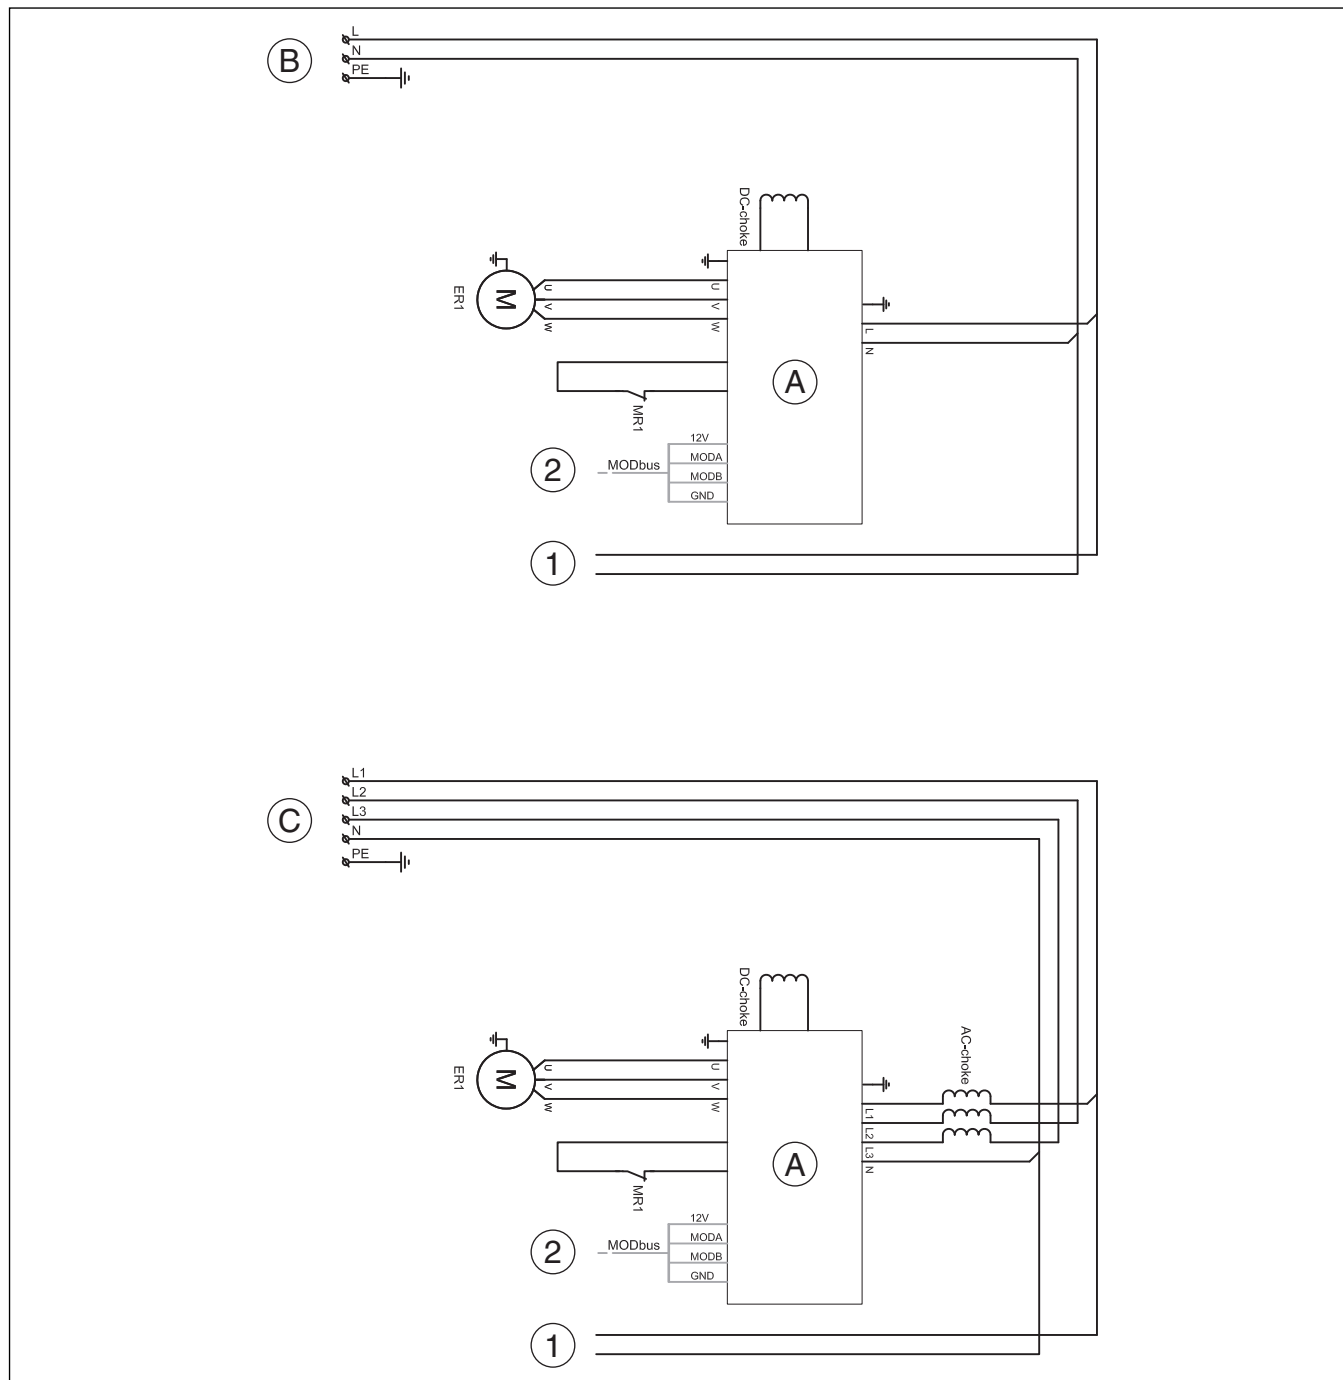 L
N
PE
B
DC-choke
M
ER1
U
V
W
U
V
W
L
N
A
MR1
12V
MODA
MODB
GND
MODbus
2
1
L1
L2
L3
N
PE
C
DC-choke
AC-choke
M
ER1
U
V
W
U
V
W
L1
L2
L3
N
A
MR1
12V
MODA
MODB
GND
MODbus
2
1